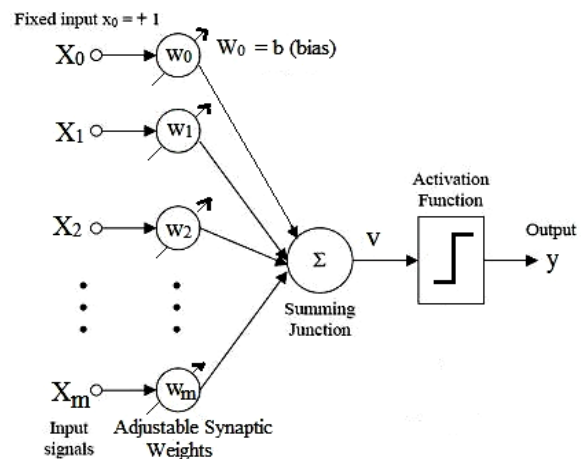 Fixed input x₀ = + 1
X₀
W₀
W₀ = b (bias)
X₁
W1
X₂
W2
Σ
Summing
Junction
v
Activation
Function
Output
y
Xₘ
Wm
Input
signals
Adjustable Synaptic
Weights